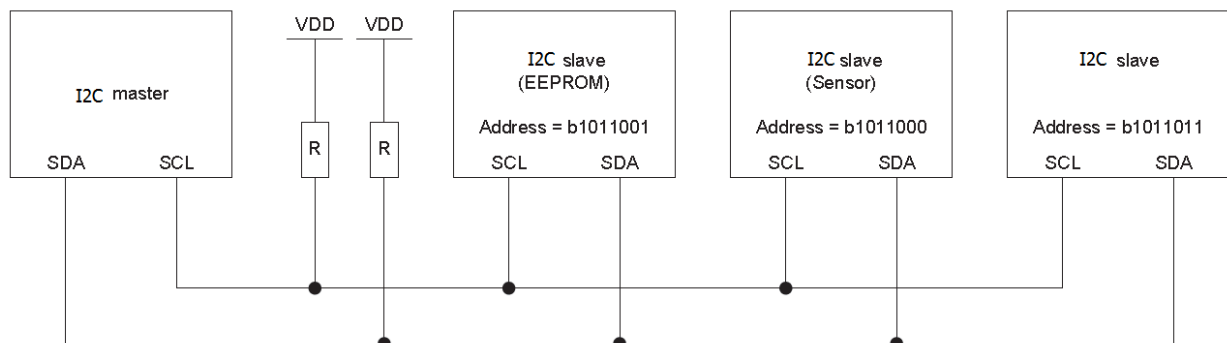 I2C master
SDA SCL
VDD VDD
R R
I2C slave
(EEPROM)
Address = b1011001
SCL SDA
I2C slave
(Sensor)
Address = b1011000
SCL SDA
I2C slave
Address = b1011011
SCL SDA